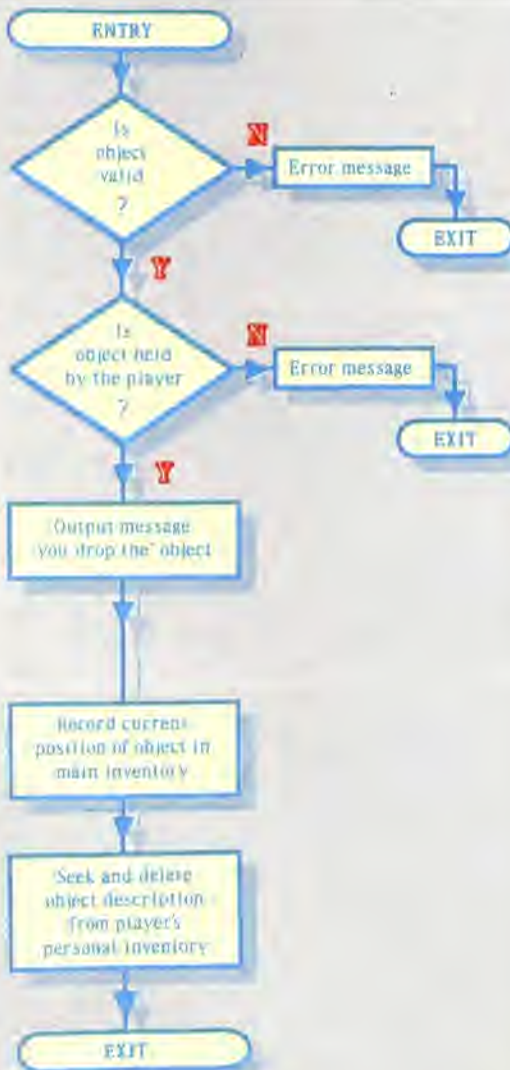 ENTRY
Is
object
valid
?
N
Error message
EXIT
Y
Is
object held
by the player
?
N
Error message
EXIT
Y
Output message
you drop the" object
Record current
position of object in
main inventory
Seek and delete
object description
from player's
personal inventory
EXIT